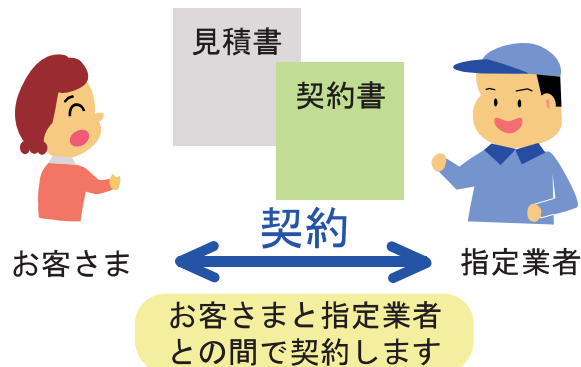 見積書
契約書
契約
お客さま
指定業者
お客さまと指定業者
との間で契約します